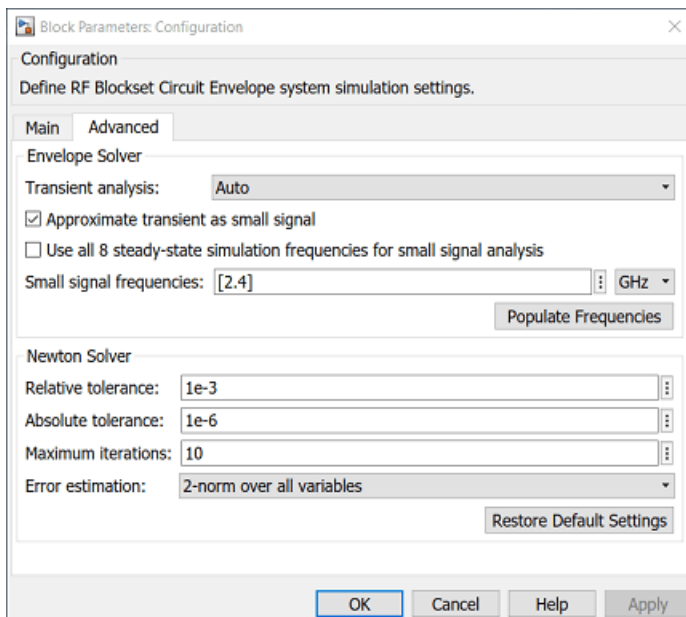 Block Parameters: Configuration
Configuration
Define RF Blockset Circuit Envelope system simulation settings.
Main Advanced
Envelope Solver
Transient analysis: Auto
Approximate transient as small signal
Use all 8 steady-state simulation frequencies for small signal analysis
Small signal frequencies: [2.4] GHz
Populate Frequencies
Newton Solver
Relative tolerance: 1e-3
Absolute tolerance: 1e-6
Maximum iterations: 10
Error estimation: 2-norm over all variables
Restore Default Settings
OK Cancel Help Apply